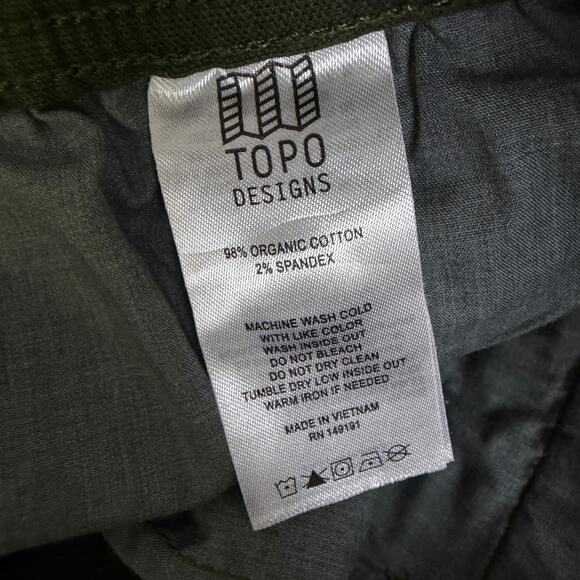 TOPO
DESIGNS
98% ORGANIC COTTON
2% SPANDEX
MACHINE WASH COLD
WITH LIKE COLOR
WASH INSIDE OUT
DO NOT BLEACH
DO NOT DRY CLEAN
TUMBLE DRY LOW INSIDE OUT
WARM IRON IF NEEDED
MADE IN VIETNAM
RN 149191